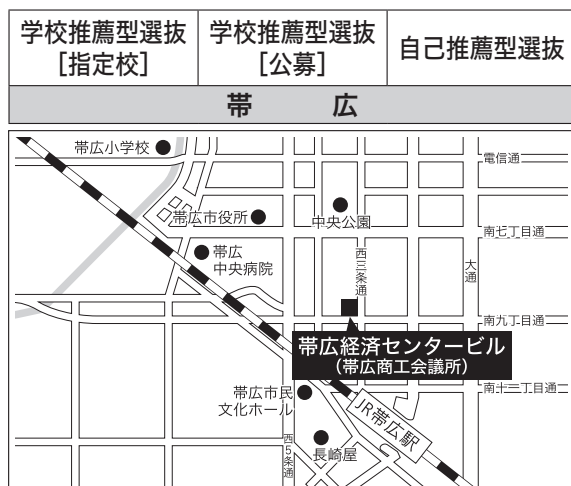 学校推薦型選抜
［指定校］
学校推薦型選抜
［公募］
自己推薦型選抜
帯　広
帯広小学校
電信通
帯広市役所
中央公園
南七丁目通
帯広
中央病院
西三条通
大通
南九丁目通
帯広経済センタービル
（帯広商工会議所）
南十一丁目通
帯広市民
文化ホール
JR帯広駅
西5条通
長崎屋